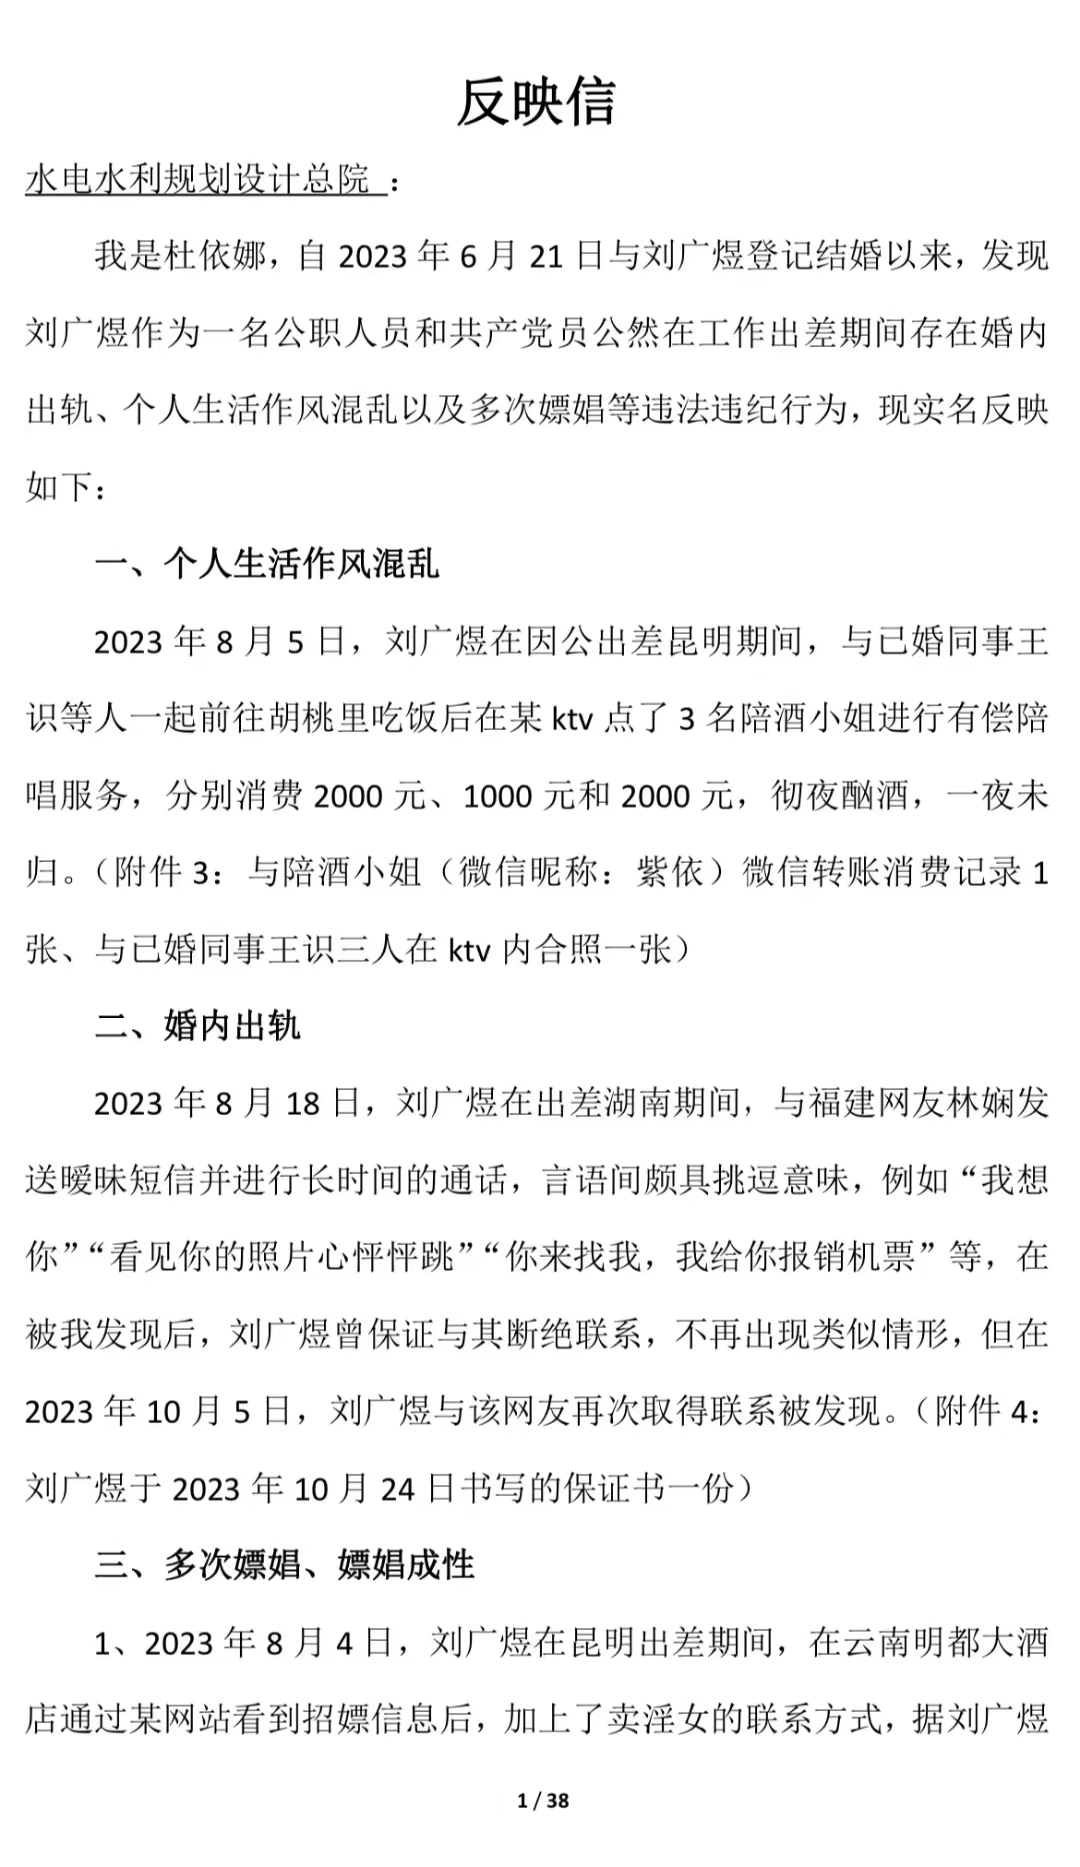 反映信
水电水利规划设计总院 ：
我是杜依娜，自 2023 年 6 月 21 日与刘广煜登记结婚以来，发现
刘广煜作为一名公职人员和共产党员公然在工作出差期间存在婚内
出轨、个人生活作风混乱以及多次嫖娼等违法违纪行为，现实名反映
如下：
一、个人生活作风混乱
2023 年 8 月 5 日，刘广煜在因公出差昆明期间，与已婚同事王
识等人一起前往胡桃里吃饭后在某 ktv 点了 3 名陪酒小姐进行有偿陪
唱服务，分别消费 2000 元、1000 元和 2000 元，彻夜酗酒，一夜未
归。（附件 3：与陪酒小姐（微信昵称：紫依）微信转账消费记录 1
张、与已婚同事王识三人在 ktv 内合照一张）
二、婚内出轨
2023 年 8 月 18 日，刘广煜在出差湖南期间，与福建网友林娴发
送暧昧短信并进行长时间的通话，言语间颇具挑逗意味，例如“我想
你”“看见你的照片心怦怦跳”“你来找我，我给你报销机票”等，在
被我发现后，刘广煜曾保证与其断绝联系，不再出现类似情形，但在
2023 年 10 月 5 日，刘广煜与该网友再次取得联系被发现。（附件 4：
刘广煜于 2023 年 10 月 24 日书写的保证书一份）
三、多次嫖娼、嫖娼成性
1、2023 年 8 月 4 日，刘广煜在昆明出差期间，在云南明都大酒
店通过某网站看到招嫖信息后，加上了卖淫女的联系方式，据刘广煜
1 / 38